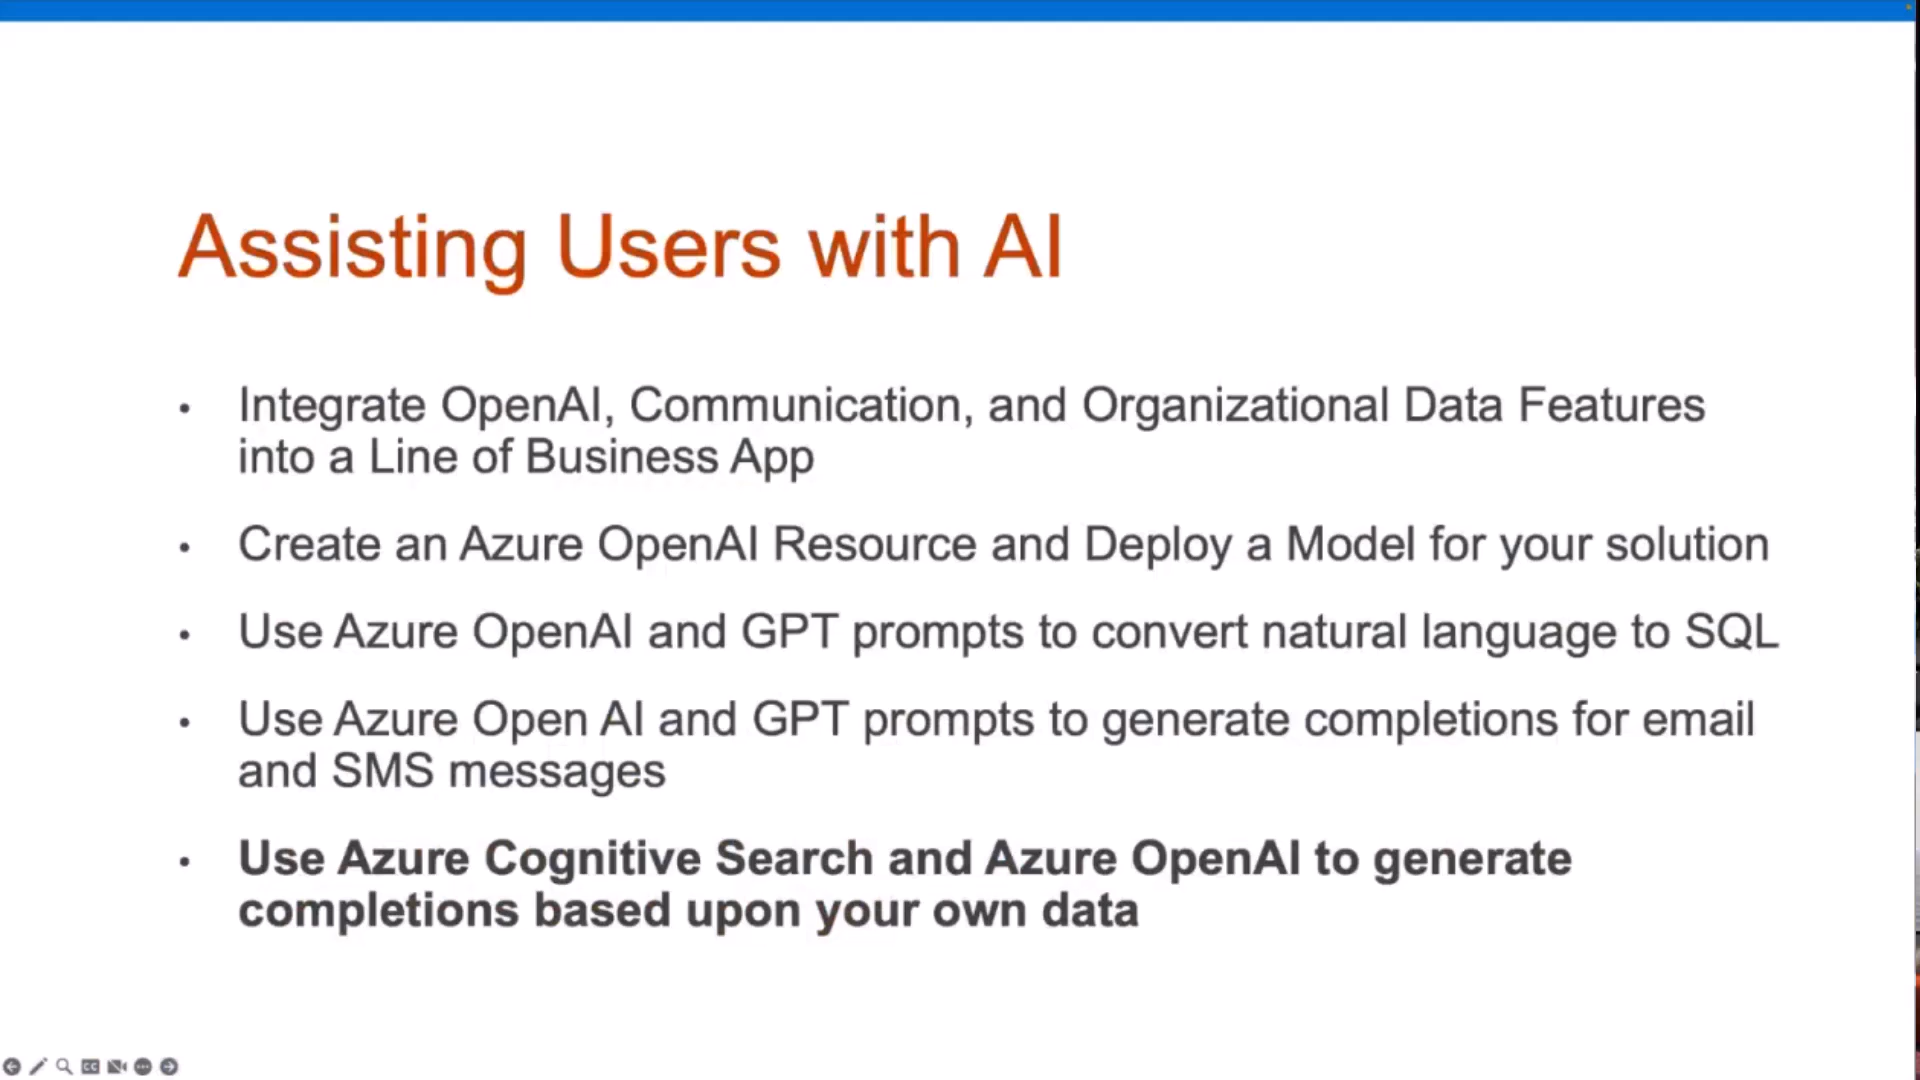 Assisting Users with AI
• Integrate OpenAI, Communication, and Organizational Data Features
into a Line of Business App
• Create an Azure OpenAI Resource and Deploy a Model for your solution
• Use Azure OpenAI and GPT prompts to convert natural language to SQL
• Use Azure Open AI and GPT prompts to generate completions for email
and SMS messages
• Use Azure Cognitive Search and Azure OpenAI to generate
completions based upon your own data
CC